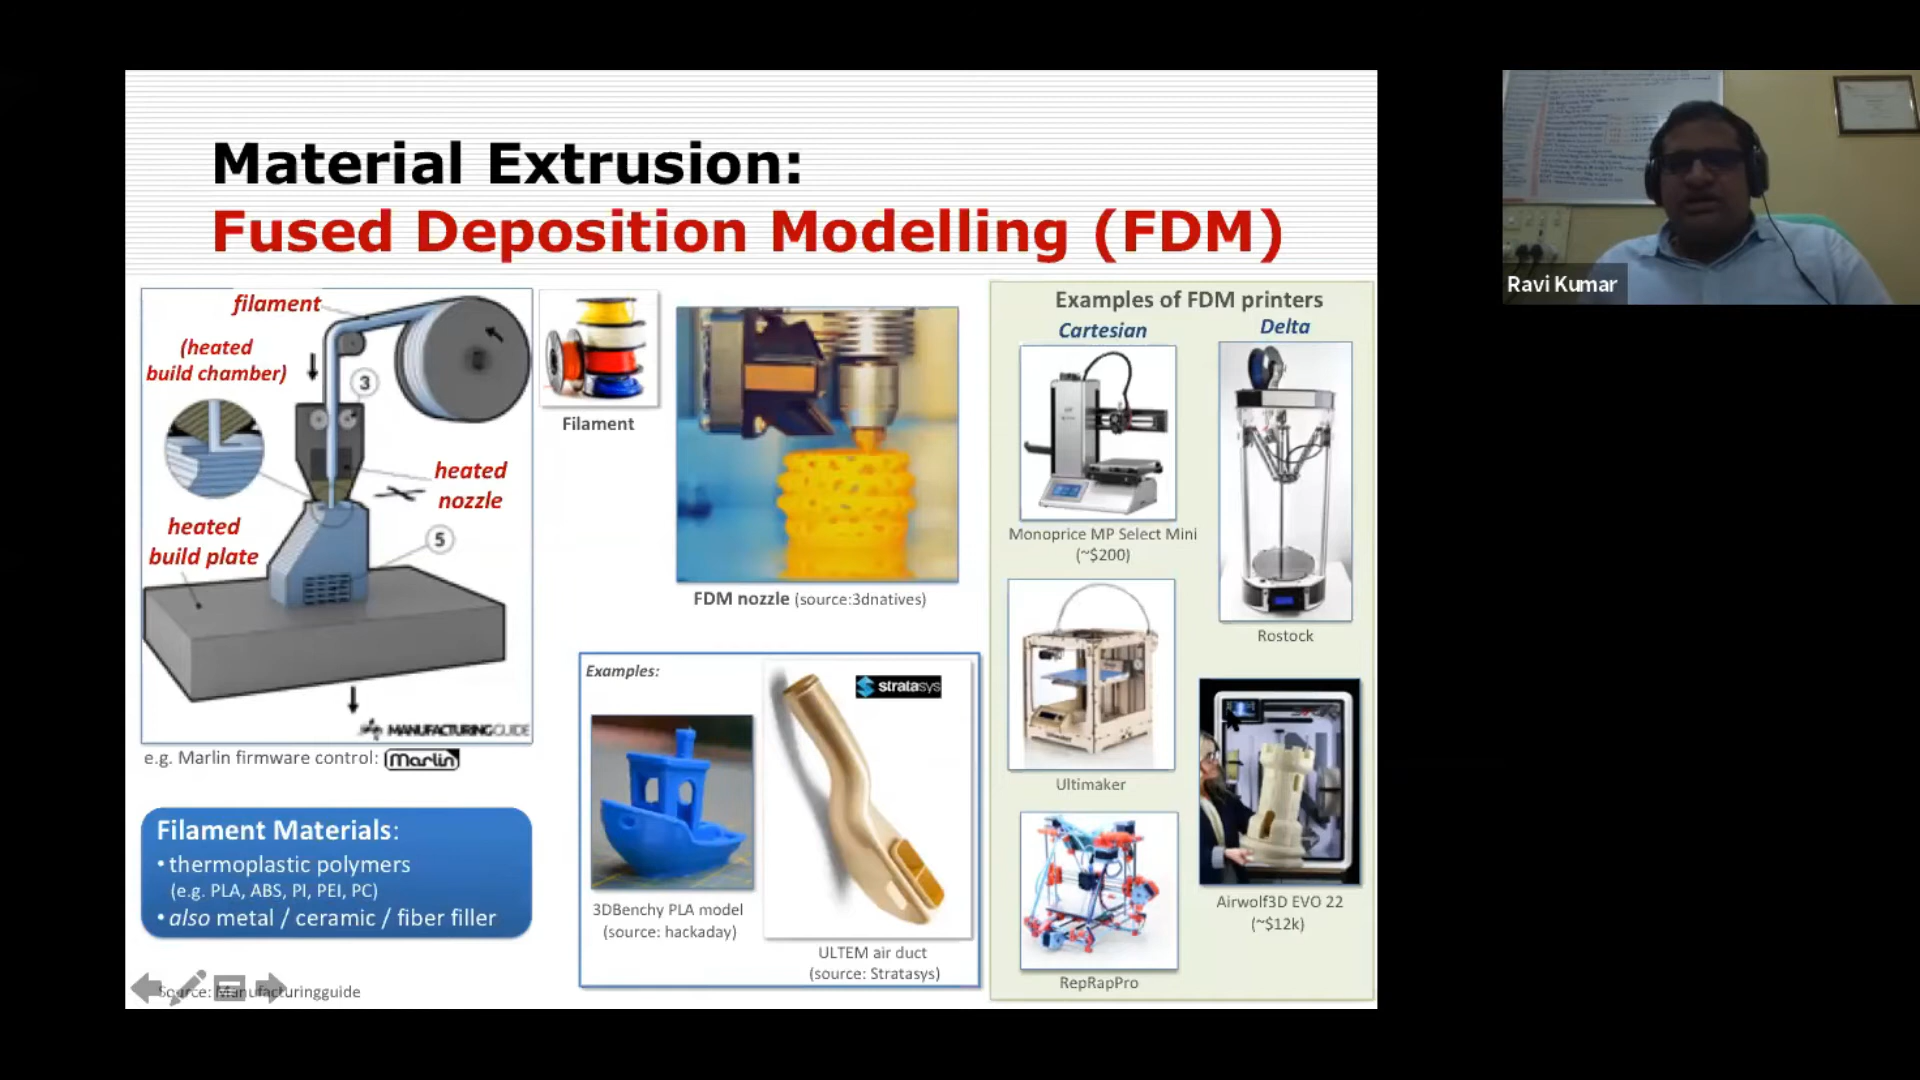 Material Extrusion:
Fused Deposition Modelling (FDM)
filament
(heated
build chamber)
3
heated
nozzle
heated
build plate
5
MANUFACTURINGGUIDE
e.g. Marlin firmware control: Marlin
Filament Materials:
• thermoplastic polymers
(e.g. PLA, ABS, PI, PEI, PC)
• also metal / ceramic / fiber filler
Source: Manufacturingguide
Filament
FDM nozzle (source:3dnatives)
Examples:
stratasys
3DBenchy PLA model
(source: hackaday)
ULTEM air duct
(source: Stratasys)
Examples of FDM printers
Cartesian
Delta
Monoprice MP Select Mini
(~$200)
Rostock
Ultimaker
Airwolf3D EVO 22
(~$12k)
RepRapPro
Ravi Kumar